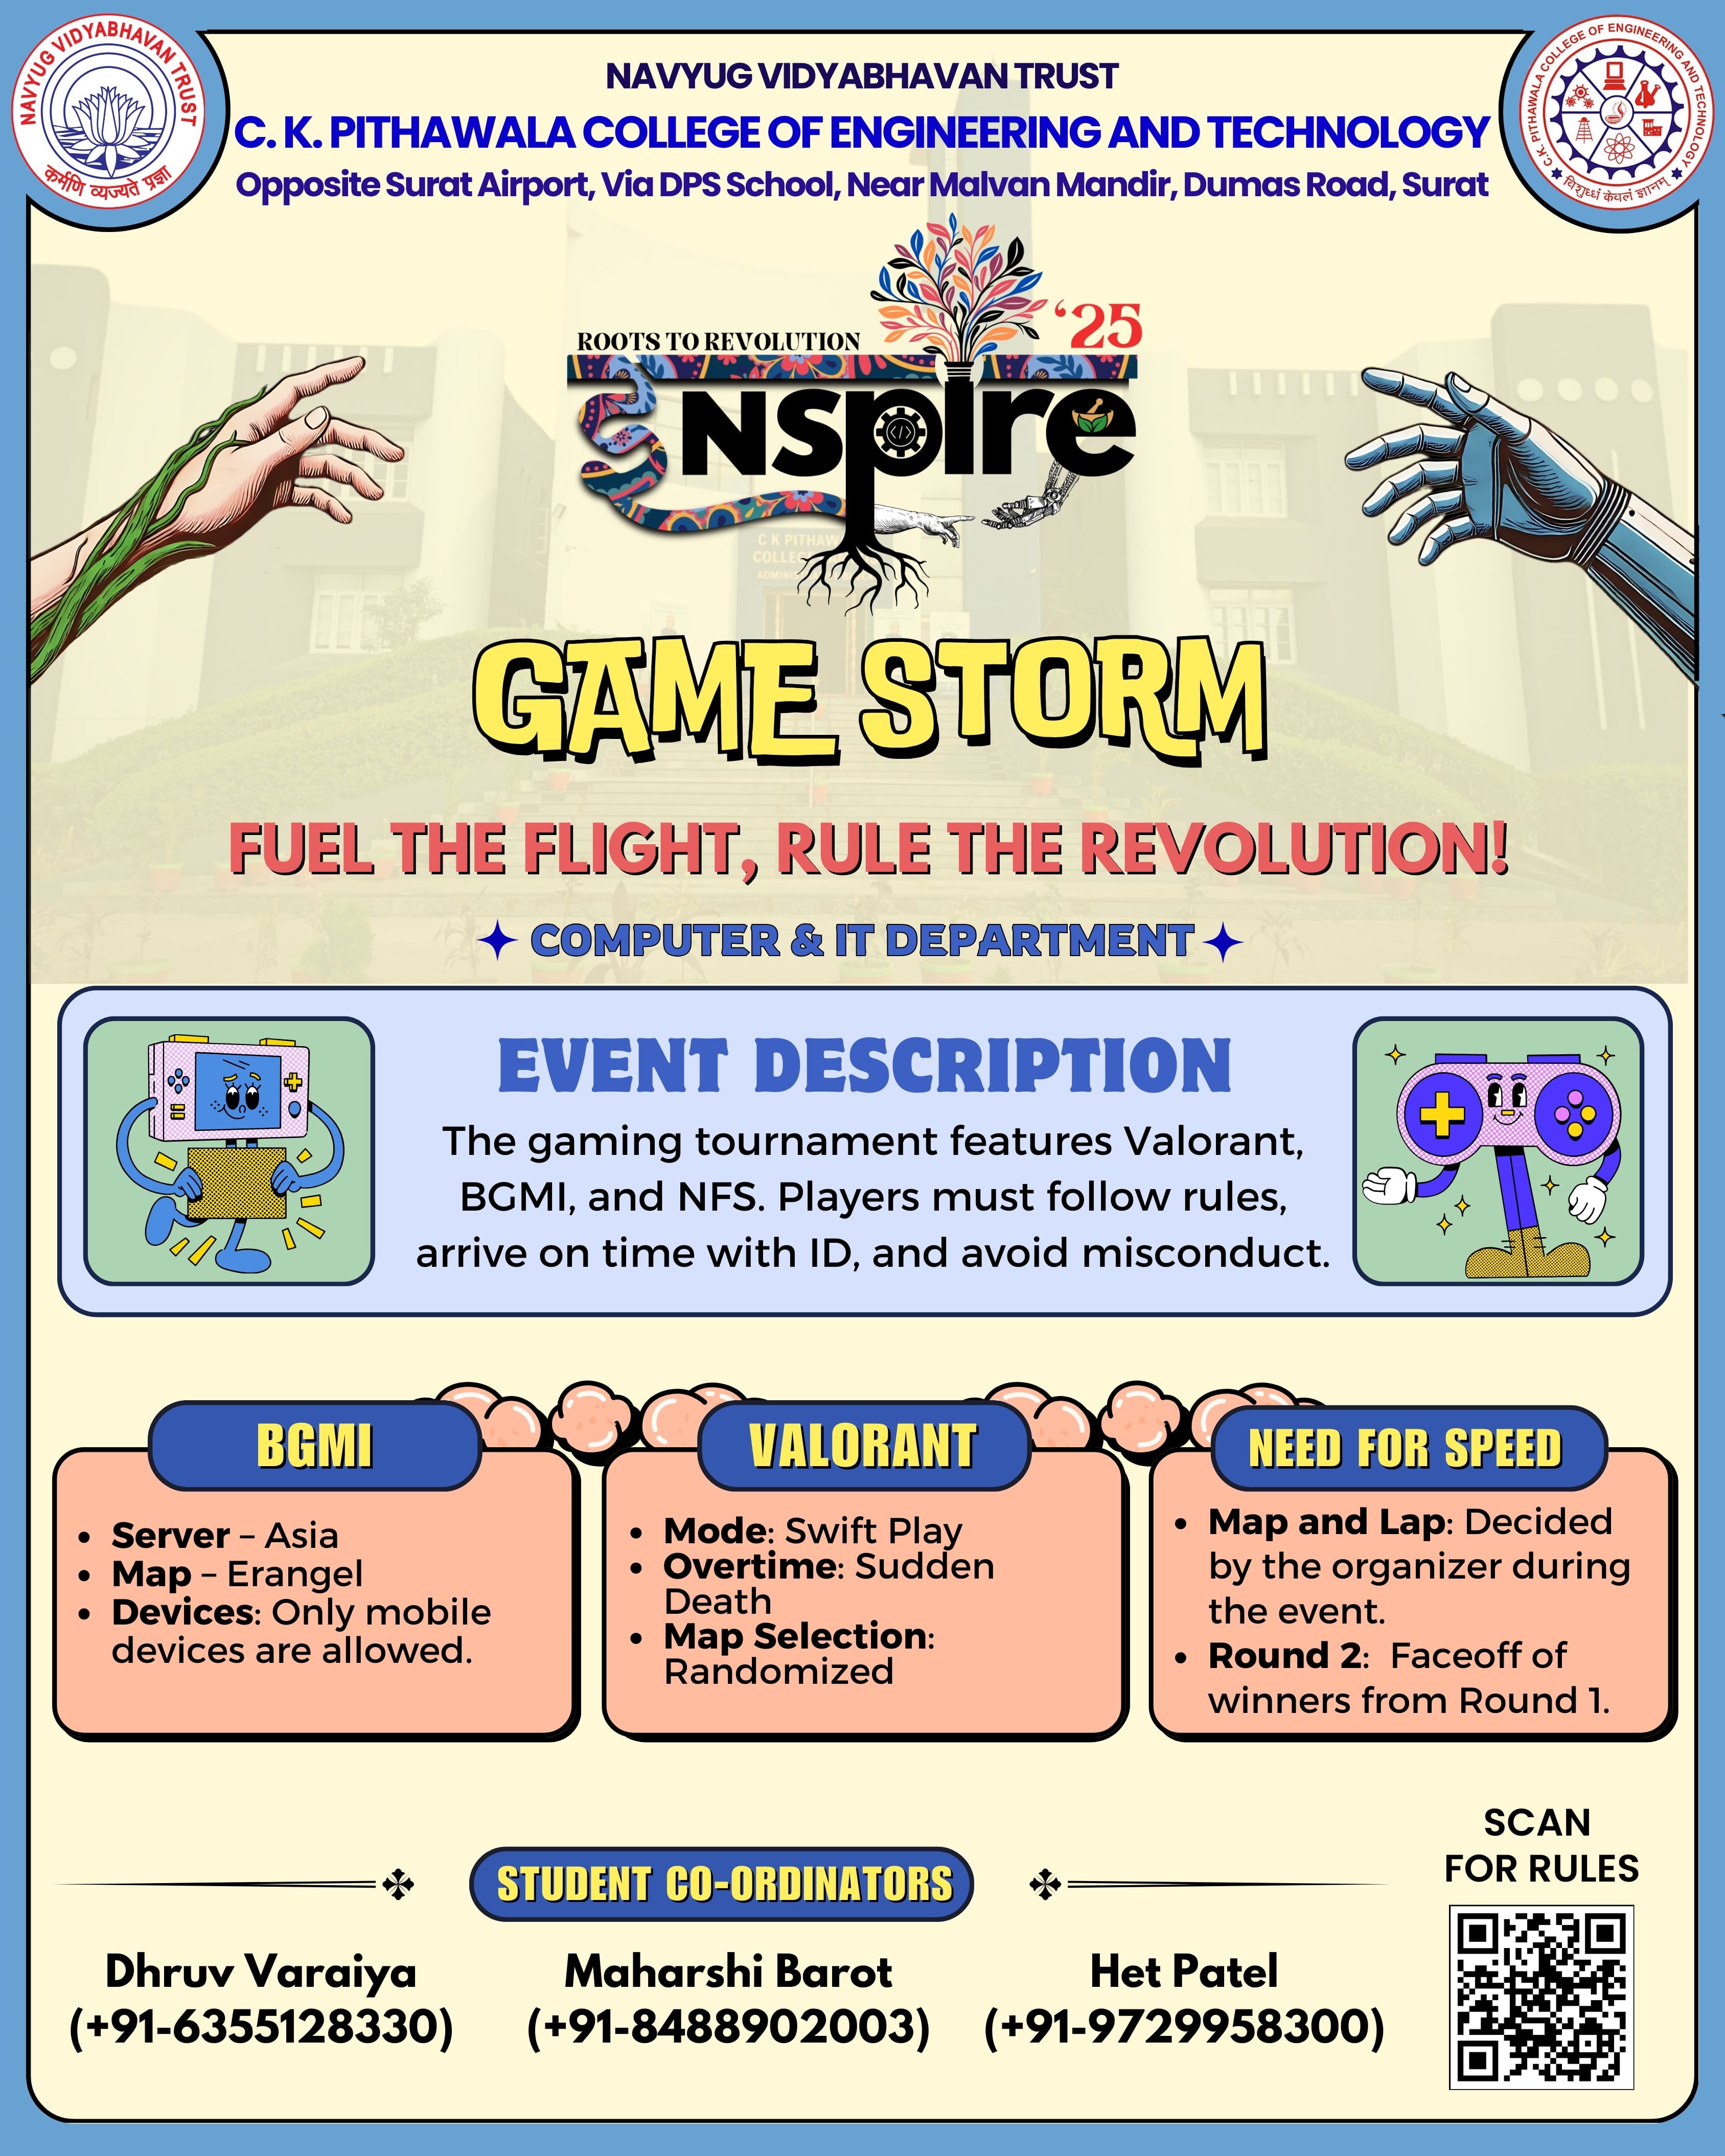 NAVYUG VIDYABHAVAN TRUST
कर्मणि व्यज्यते प्रज्ञा
C. K. PITHAWALA COLLEGE OF ENGINEERING AND TECHNOLOGY
विशुध्धं केवलं ज्ञानम्
NAVYUG VIDYABHAVAN TRUST
C. K. PITHAWALA COLLEGE OF ENGINEERING AND TECHNOLOGY
Opposite Surat Airport, Via DPS School, Near Malvan Mandir, Dumas Road, Surat
ROOTS TO REVOLUTION
‘25
NSpIre
C K PITHAW
COLLEG
GAME STORM
FUEL THE FLIGHT, RULE THE REVOLUTION!
COMPUTER & IT DEPARTMENT
EVENT DESCRIPTION
The gaming tournament features Valorant,
BGMI, and NFS. Players must follow rules,
arrive on time with ID, and avoid misconduct.
BGMI
• Server – Asia
• Map – Erangel
• Devices: Only mobile
devices are allowed.
VALORANT
• Mode: Swift Play
• Overtime: Sudden
Death
• Map Selection:
Randomized
NEED FOR SPEED
• Map and Lap: Decided
by the organizer during
the event.
• Round 2:  Faceoff of
winners from Round 1.
SCAN
FOR RULES
STUDENT CO-ORDINATORS
Dhruv Varaiya
(+91-6355128330)
Maharshi Barot
(+91-8488902003)
Het Patel
(+91-9729958300)